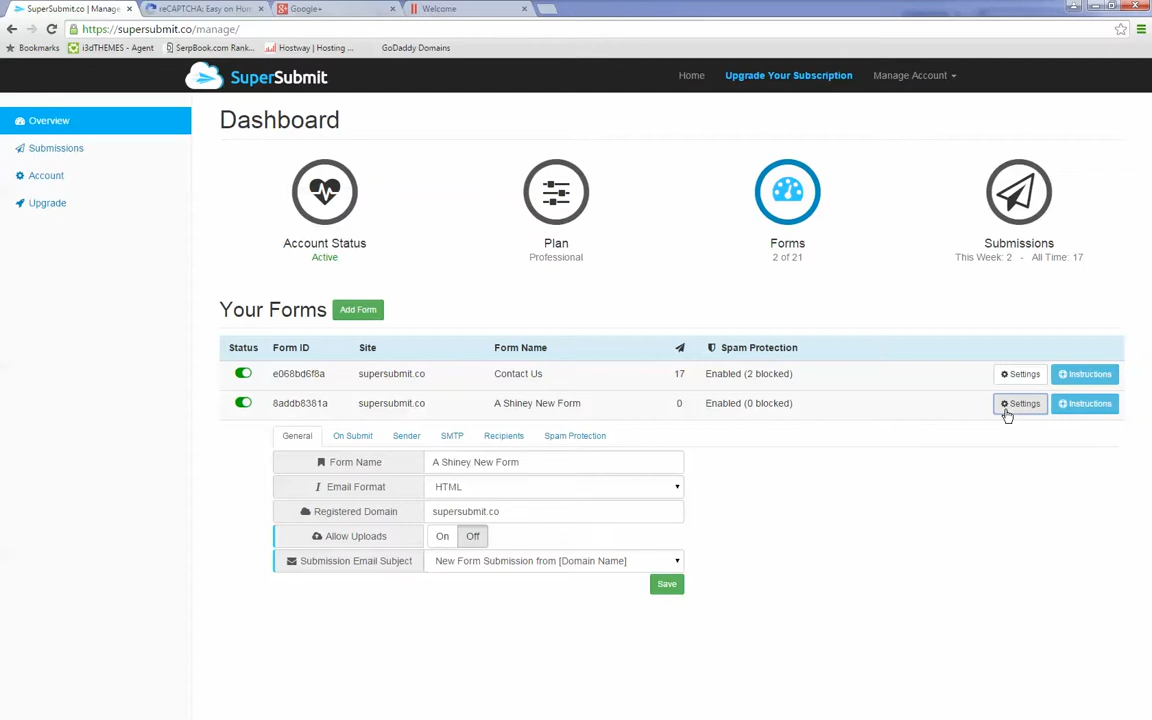 SuperSubmit.co | Manage
reCAPTCHA: Easy on Hum
Google+
Welcome
https://supersubmit.co/manage/
Bookmarks i3dTHEMES - Agent SerpBook.com Rank... Hostway | Hosting ... GoDaddy Domains
SuperSubmit
Home Upgrade Your Subscription Manage Account
Overview
Submissions
Account
Upgrade
Dashboard
Account Status
Active
Plan
Professional
Forms
2 of 21
Submissions
This Week: 2 - All Time: 17
Your Forms Add Form
Status Form ID Site Form Name Spam Protection
e068bd6f8a supersubmit.co Contact Us 17 Enabled (2 blocked) Settings Instructions
8addb8381a supersubmit.co A Shiney New Form 0 Enabled (0 blocked) Settings Instructions
General On Submit Sender SMTP Recipients Spam Protection
Form Name A Shiney New Form
Email Format HTML
Registered Domain supersubmit.co
Allow Uploads On Off
Submission Email Subject New Form Submission from [Domain Name]
Save